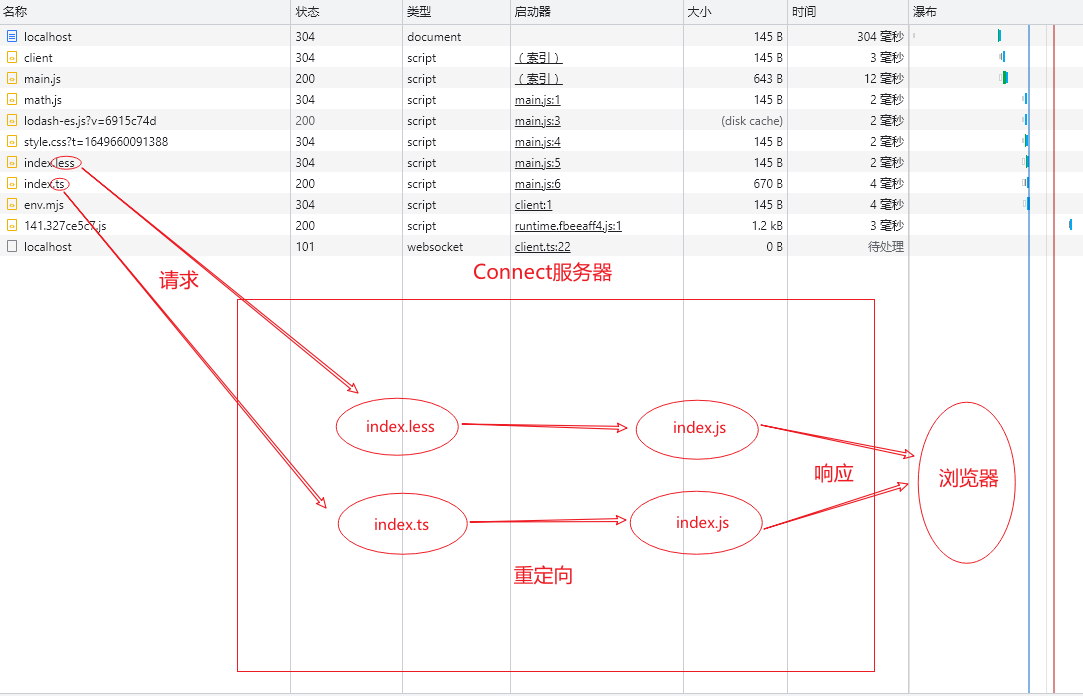 名称 状态 类型 启动器 大小 时间 瀑布
localhost 304 document 145 B 304 毫秒
client 304 script （索引） 145 B 3 毫秒
main.js 200 script （索引） 643 B 12 毫秒
math.js 304 script main.js:1 145 B 2 毫秒
lodash-es.js?v=6915c74d 200 script main.js:3 (disk cache) 2 毫秒
style.css?t=1649660091388 304 script main.js:4 145 B 2 毫秒
index.less 304 script main.js:5 145 B 2 毫秒
index.ts 200 script main.js:6 670 B 4 毫秒
env.mjs 304 script client:1 145 B 4 毫秒
141.327ce5c7.js 200 script runtime.fbeeaff4.js:1 1.2 kB 3 毫秒
localhost 101 websocket client.ts:22 0 B 待处理
请求
Connect服务器
index.less
index.js
响应
浏览器
index.ts
index.js
重定向